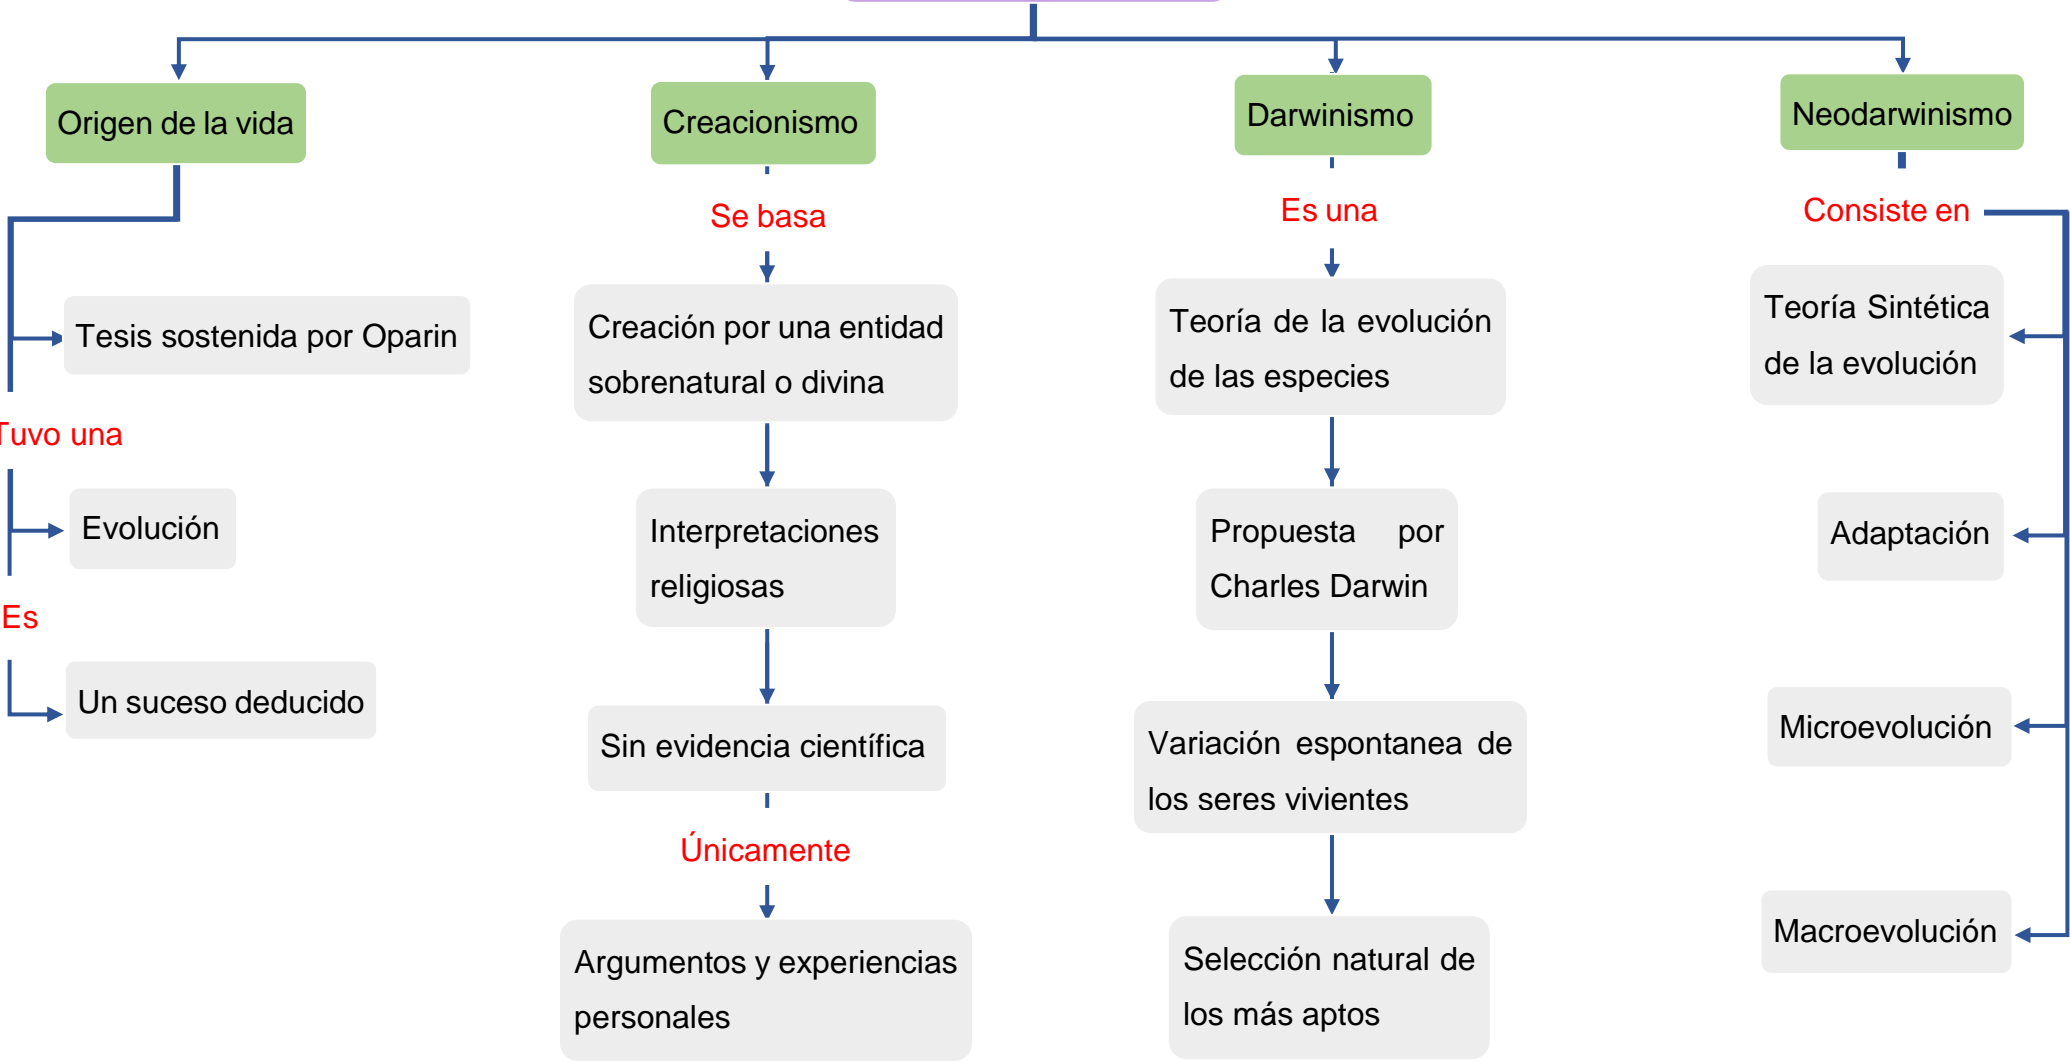 Origen de la vida
Tesis sostenida por Oparin
Tuvo una
Evolución
Es
Un suceso deducido
Creacionismo
Se basa
Creación por una entidad
sobrenatural o divina
Interpretaciones
religiosas
Sin evidencia científica
Únicamente
Argumentos y experiencias
personales
Darwinismo
Es una
Teoría de la evolución
de las especies
Propuesta por
Charles Darwin
Variación espontanea de
los seres vivientes
Selección natural de
los más aptos
Neodarwinismo
Consiste en
Teoría Sintética
de la evolución
Adaptación
Microevolución
Macroevolución